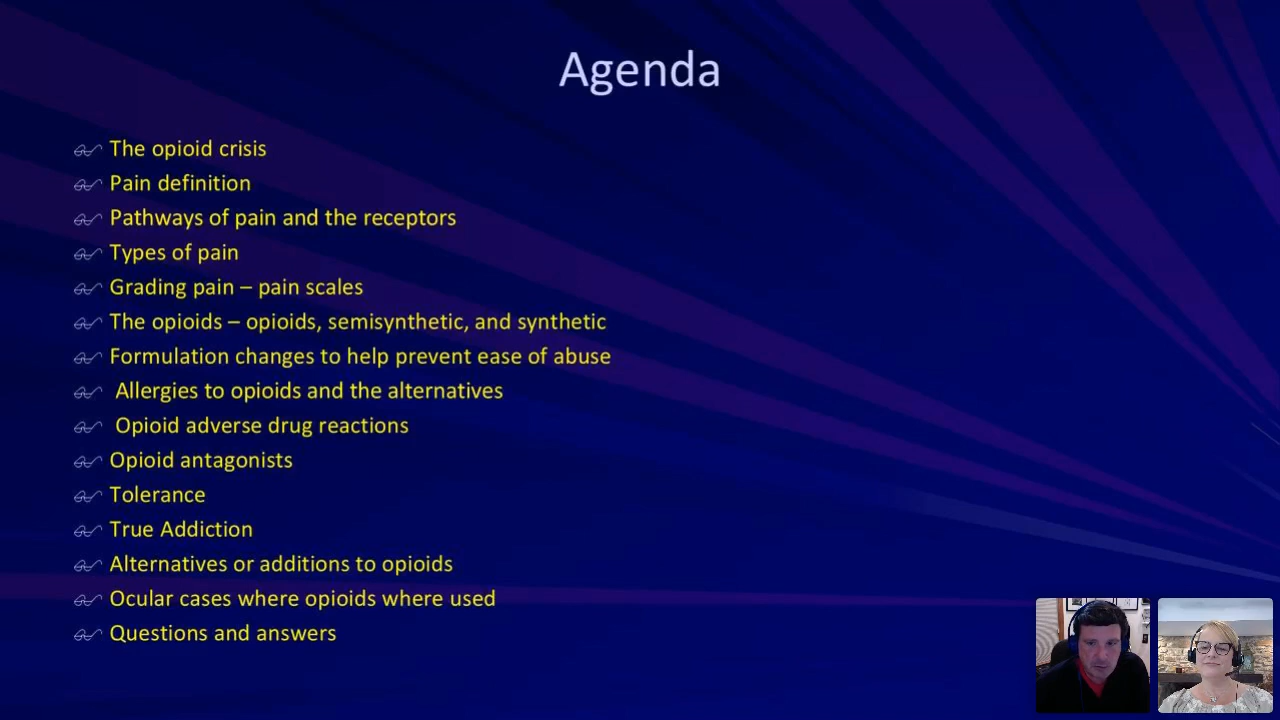 Agenda
The opioid crisis
Pain definition
Pathways of pain and the receptors
Types of pain
Grading pain – pain scales
The opioids – opioids, semisynthetic, and synthetic
Formulation changes to help prevent ease of abuse
Allergies to opioids and the alternatives
Opioid adverse drug reactions
Opioid antagonists
Tolerance
True Addiction
Alternatives or additions to opioids
Ocular cases where opioids where used
Questions and answers